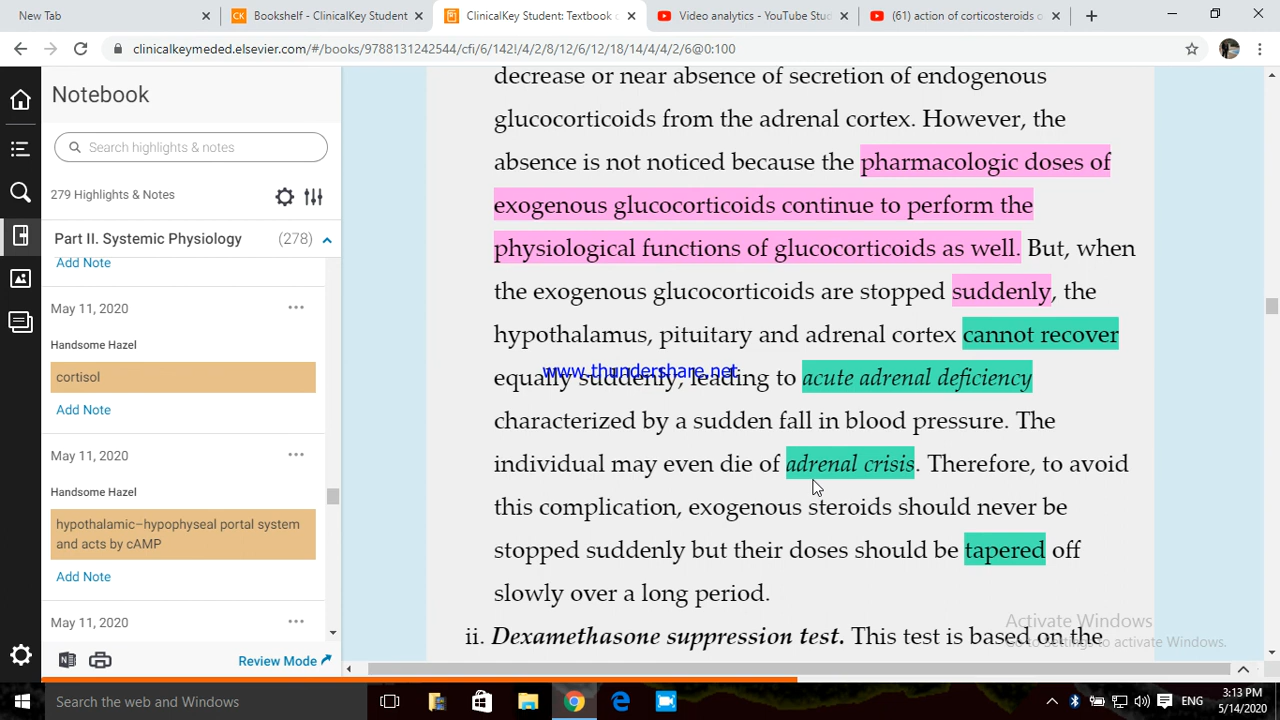 New Tab
Bookshelf - ClinicalKey Student
ClinicalKey Student: Textbook
Video analytics - YouTube Stu
(61) action of corticosteroids o
clinicalkeymeded.elsevier.com/#/books/9788131242544/cfi/6/142!/4/2/8/12/6/12/18/14/4/4/2/6@0:100
Notebook
Search highlights & notes
279 Highlights & Notes
Part II. Systemic Physiology (278)
Add Note
May 11, 2020
Handsome Hazel
cortisol
Add Note
May 11, 2020
Handsome Hazel
hypothalamic–hypophyseal portal system
and acts by cAMP
Add Note
May 11, 2020
Review Mode
decrease or near absence of secretion of endogenous
glucocorticoids from the adrenal cortex. However, the
absence is not noticed because the pharmacologic doses of
exogenous glucocorticoids continue to perform the
physiological functions of glucocorticoids as well. But, when
the exogenous glucocorticoids are stopped suddenly, the
hypothalamus, pituitary and adrenal cortex cannot recover
www.thundershare.net
equally suddenly, leading to acute adrenal deficiency
characterized by a sudden fall in blood pressure. The
individual may even die of adrenal crisis. Therefore, to avoid
this complication, exogenous steroids should never be
stopped suddenly but their doses should be tapered off
slowly over a long period.
ii. Dexamethasone suppression test. This test is based on the
Activate Windows
Go to Settings to activate Windows.
Search the web and Windows
ENG
3:13 PM
5/14/2020